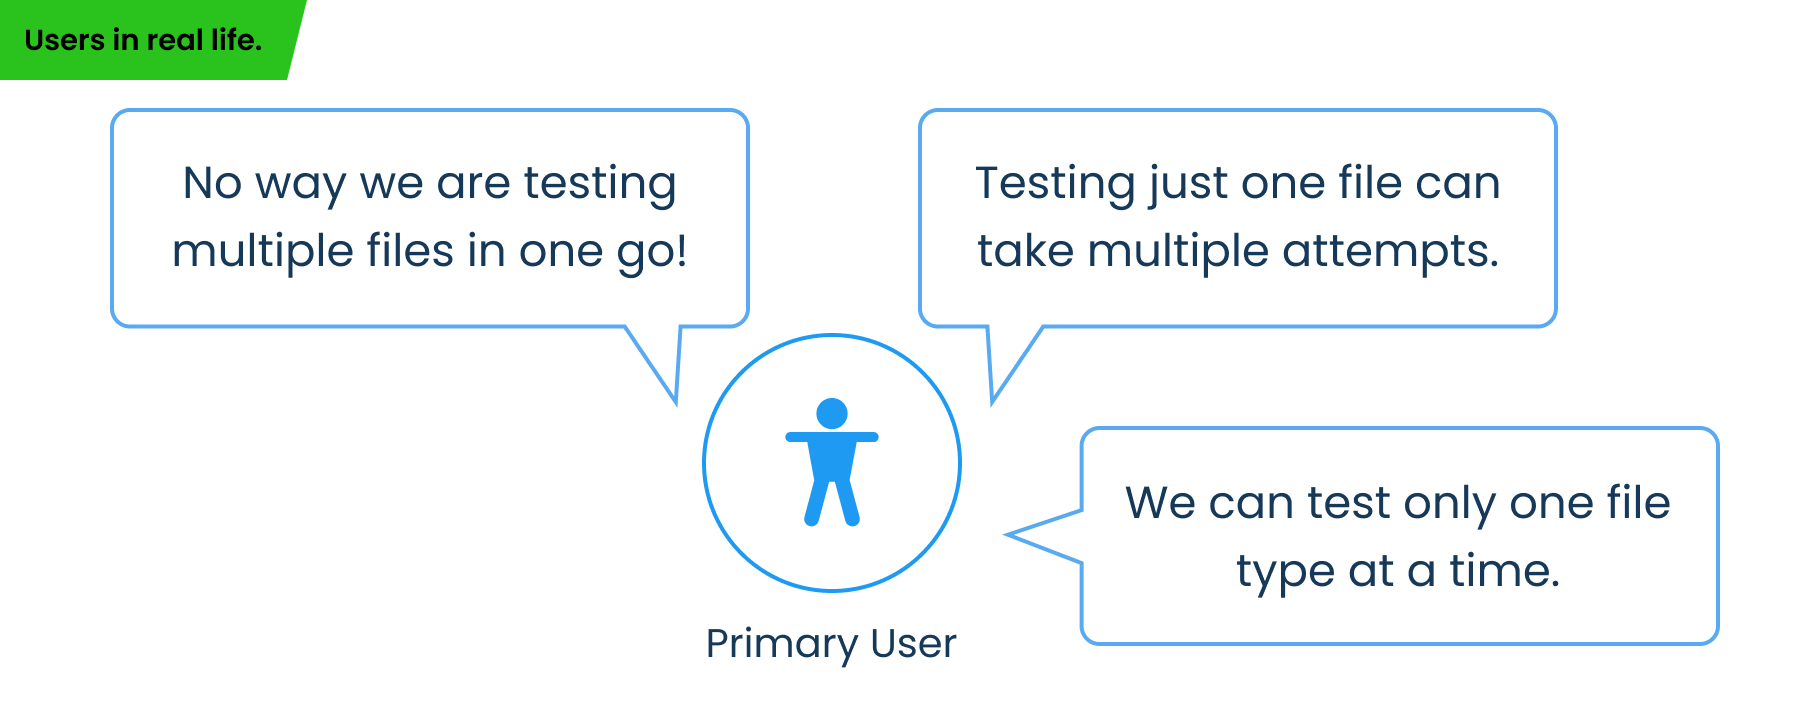 Users in real life.
No way we are testing
multiple files in one go!
Testing just one file can
take multiple attempts.
We can test only one file
type at a time.
Primary User